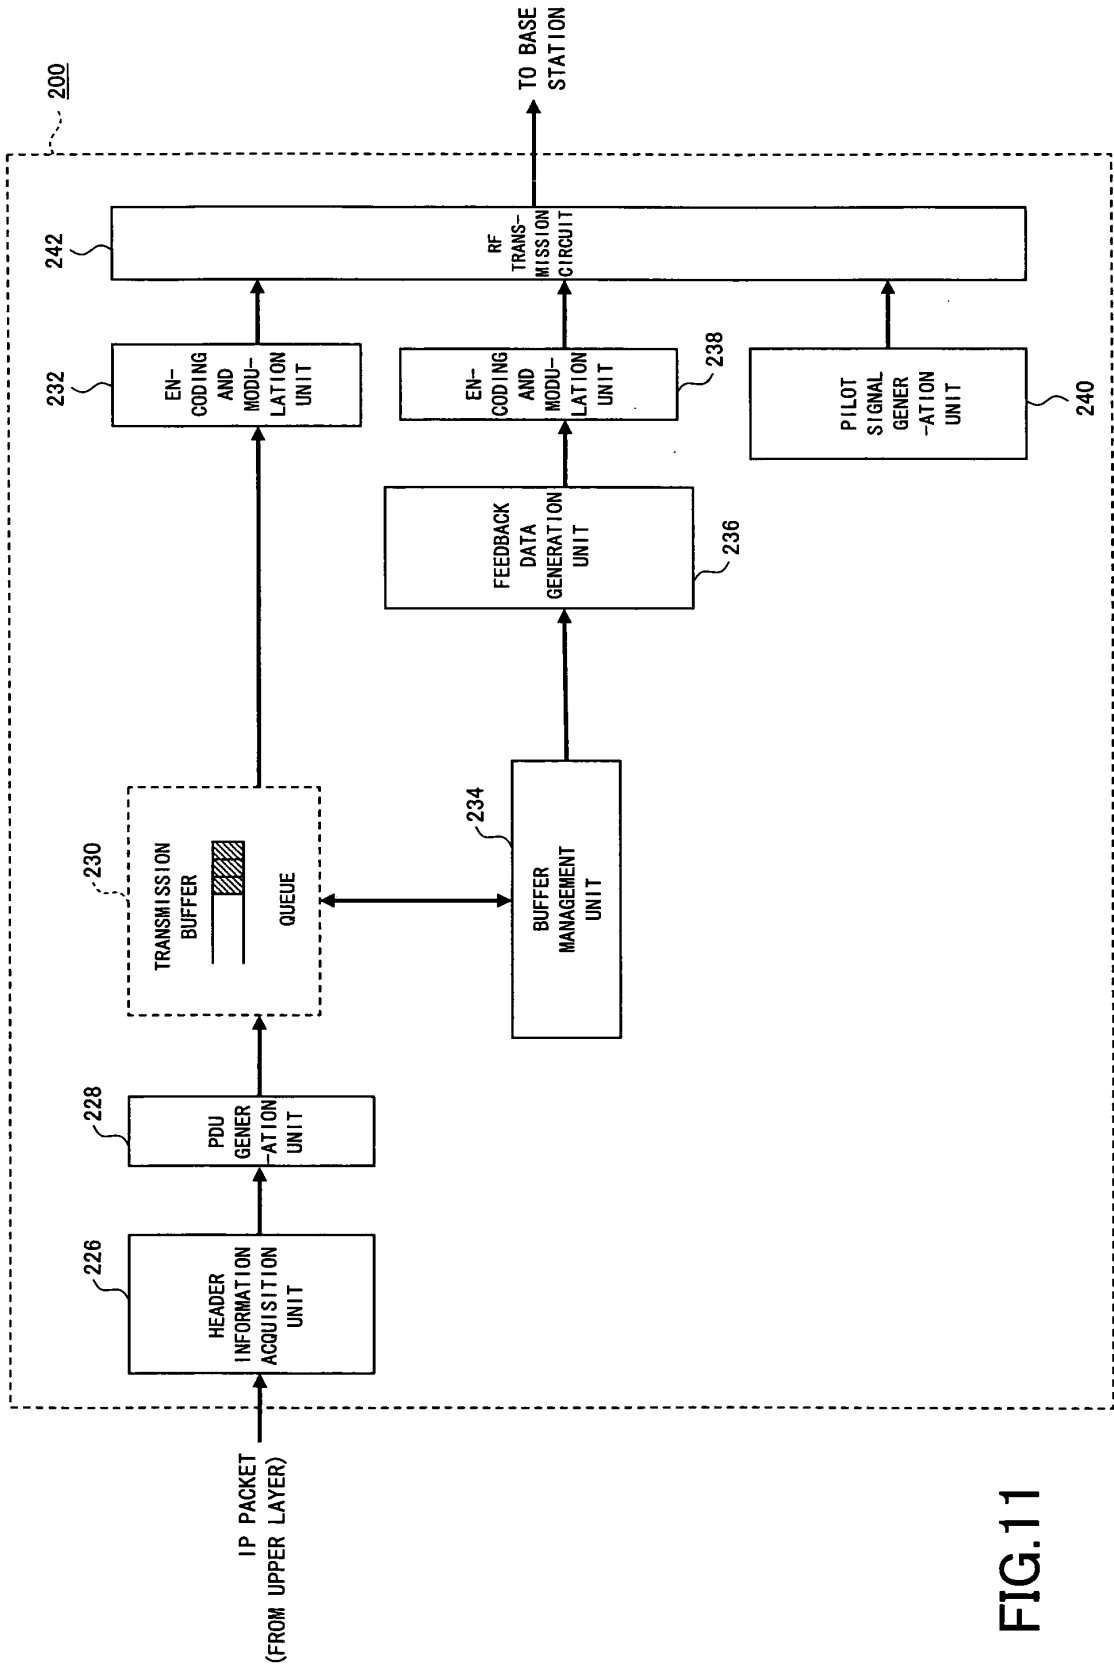 IP PACKET
(FROM UPPER LAYER)
226
HEADER
INFORMATION
ACQUISITION
UNIT
228
PDU
GENER
-ATION
UNIT
230
TRANSMISSION
BUFFER
QUEUE
234
BUFFER
MANAGEMENT
UNIT
232
EN-
CODING
AND
MODU-
LATION
UNIT
FEEDBACK
DATA
GENERATION
UNIT
236
EN-
CODING
AND
MODU-
LATION
UNIT
238
PILOT
SIGNAL
GENER
-ATION
UNIT
240
242
RF
TRANS-
MISSION
CIRCUIT
200
TO BASE
STATION
FIG.11